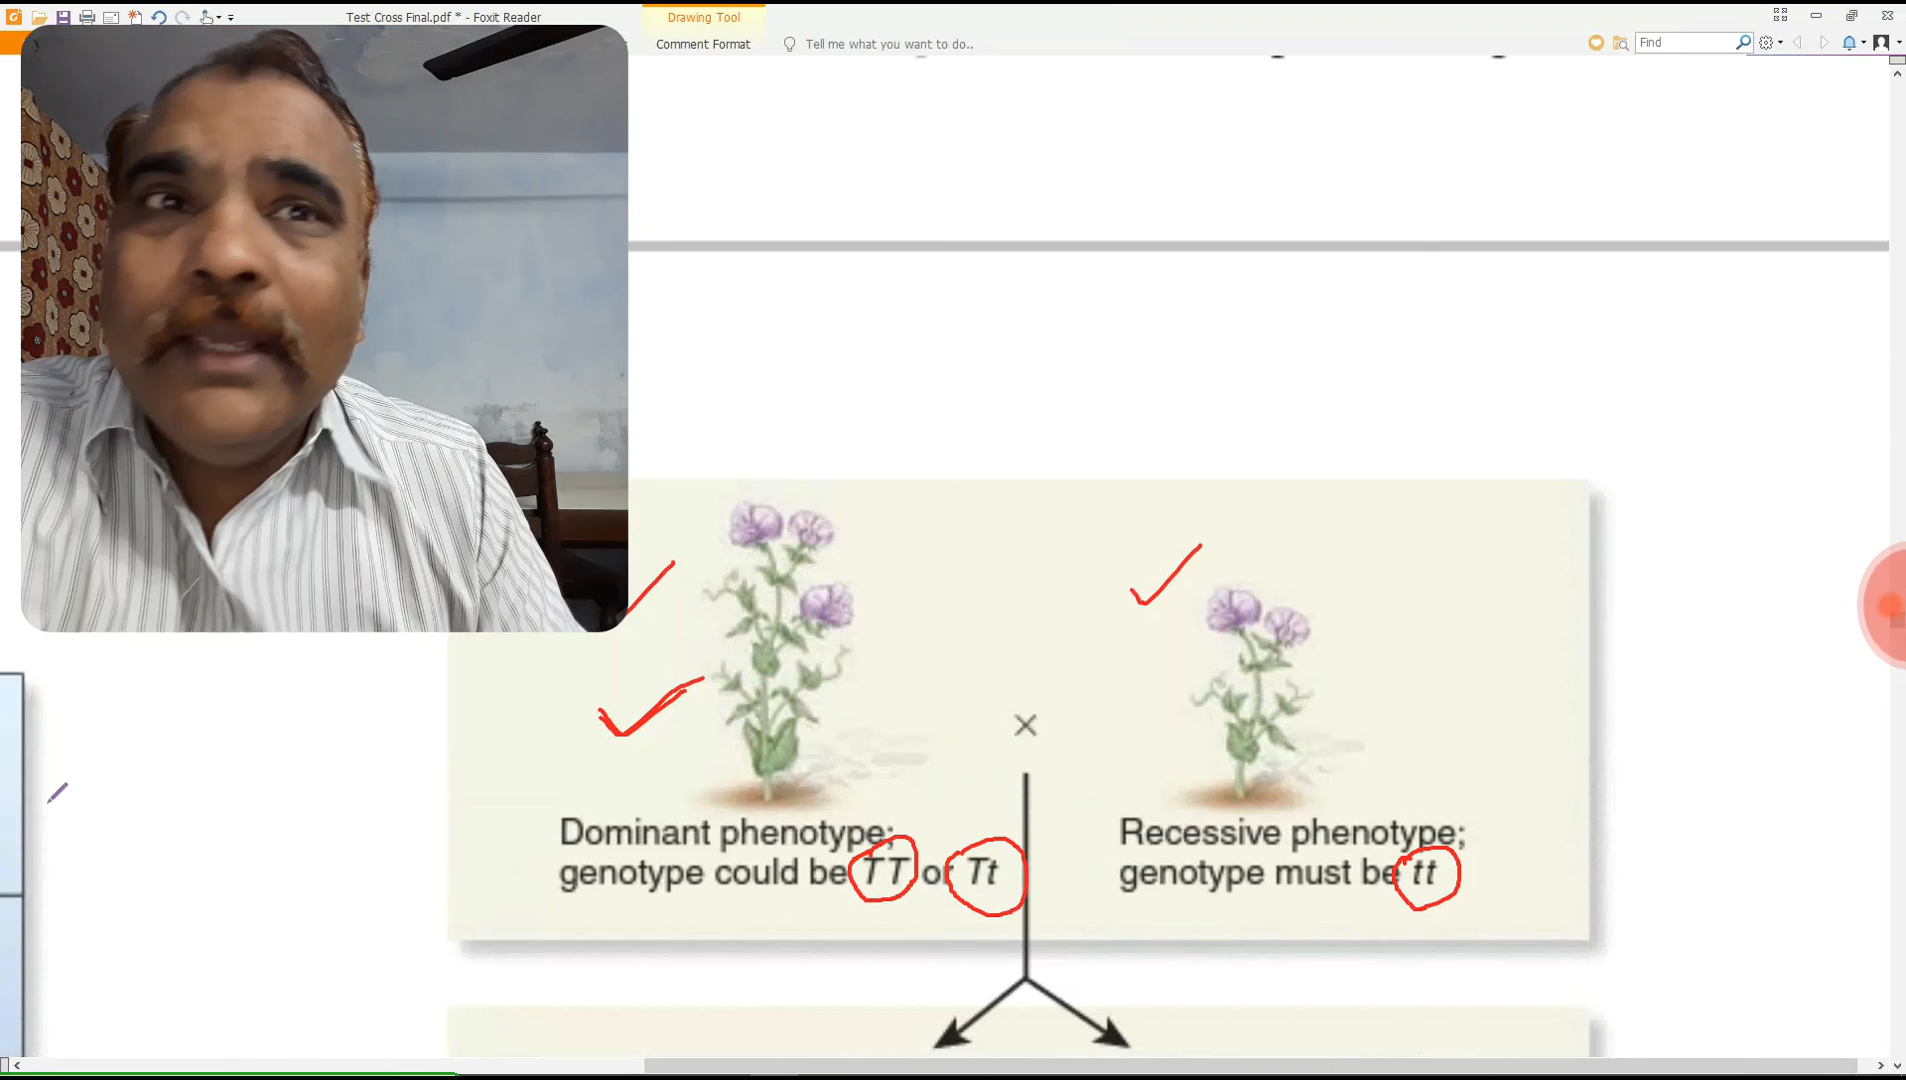 Test Cross Final.pdf * - Foxit Reader
Drawing Tool
Comment Format
Tell me what you want to do..
Find
×
Dominant phenotype;
genotype could be TT or Tt
Recessive phenotype;
genotype must be tt